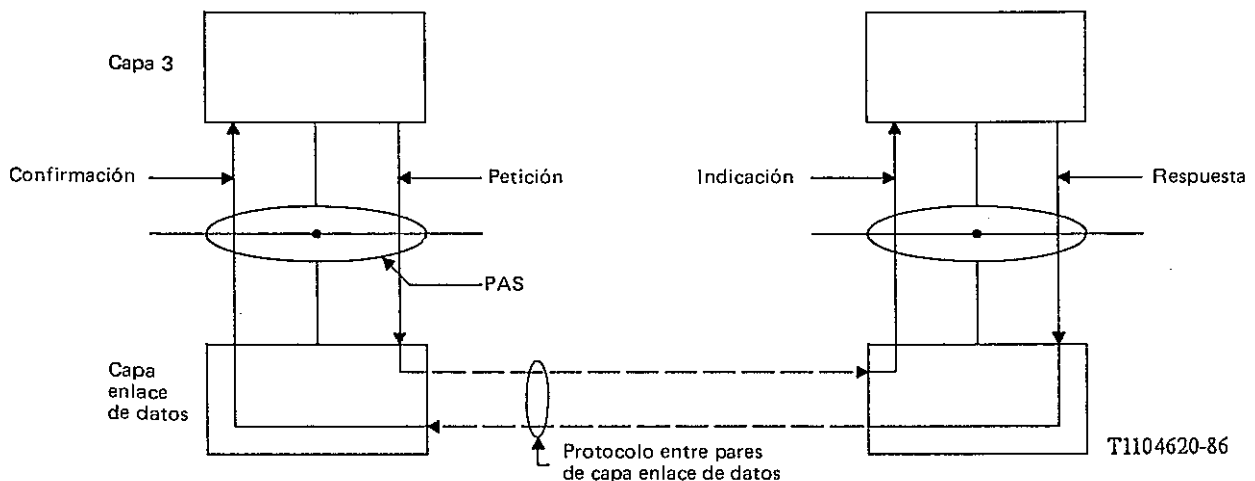 Capa 3
Confirmación
Petición
Indicación
Respuesta
PAS
Capa
enlace
de datos
Protocolo entre pares
de capa enlace de datos
T1104620-86